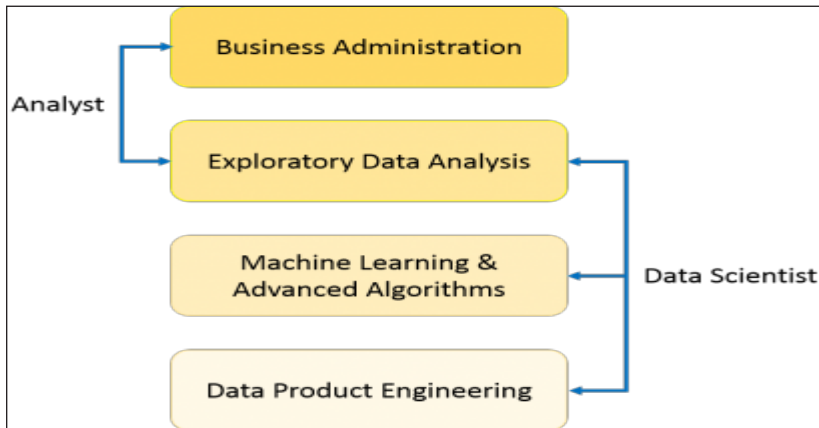 Business Administration
Analyst
Exploratory Data Analysis
Machine Learning &
Advanced Algorithms
Data Scientist
Data Product Engineering